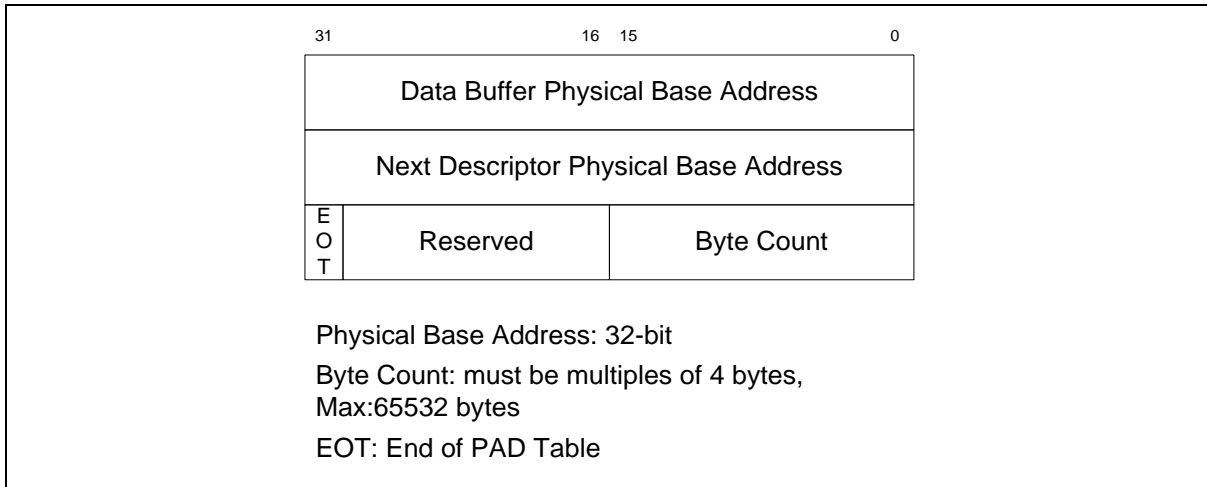 31 16 15 0
Data Buffer Physical Base Address
Next Descriptor Physical Base Address
E
O
T
Reserved Byte Count
Physical Base Address: 32-bit
Byte Count: must be multiples of 4 bytes,
Max:65532 bytes
EOT: End of PAD Table